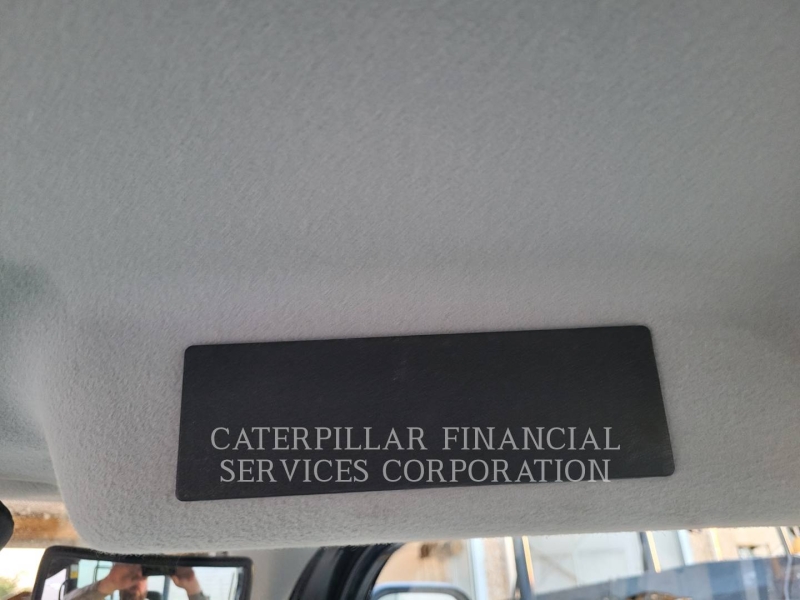 CATERPILLAR FINANCIAL
SERVICES CORPORATION